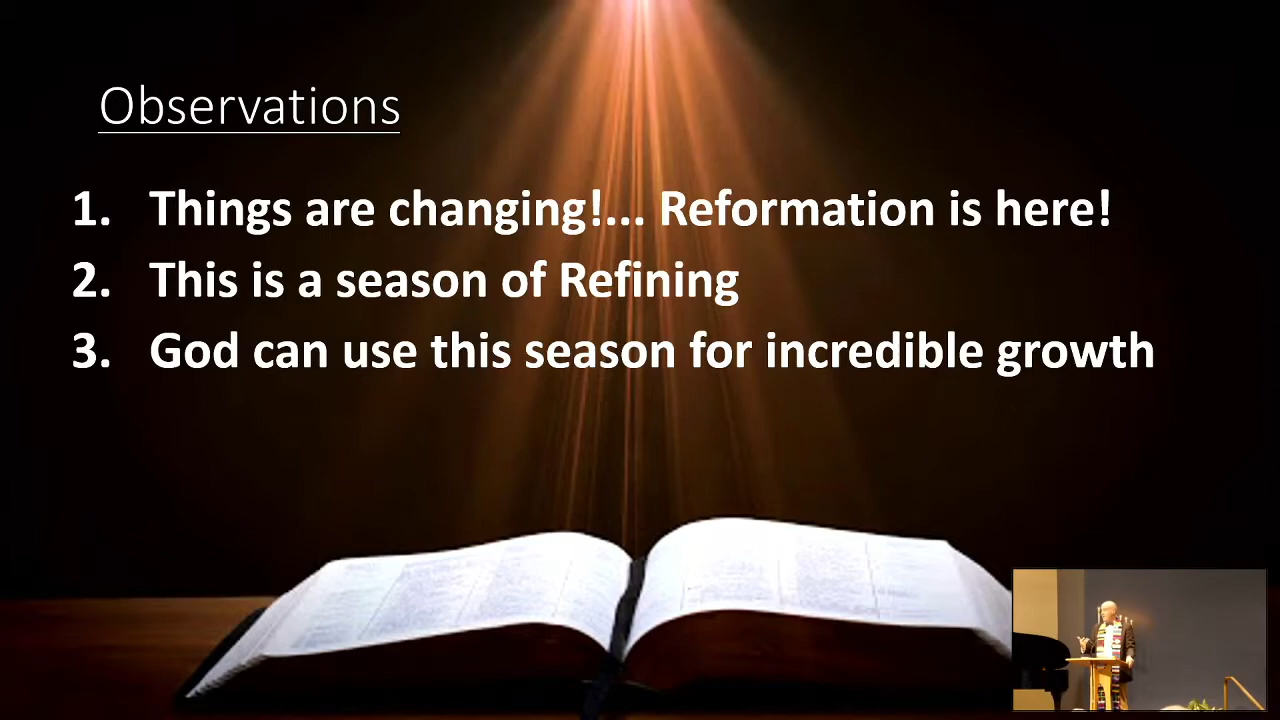 Observations
1. Things are changing!... Reformation is here!
2. This is a season of Refining
3. God can use this season for incredible growth